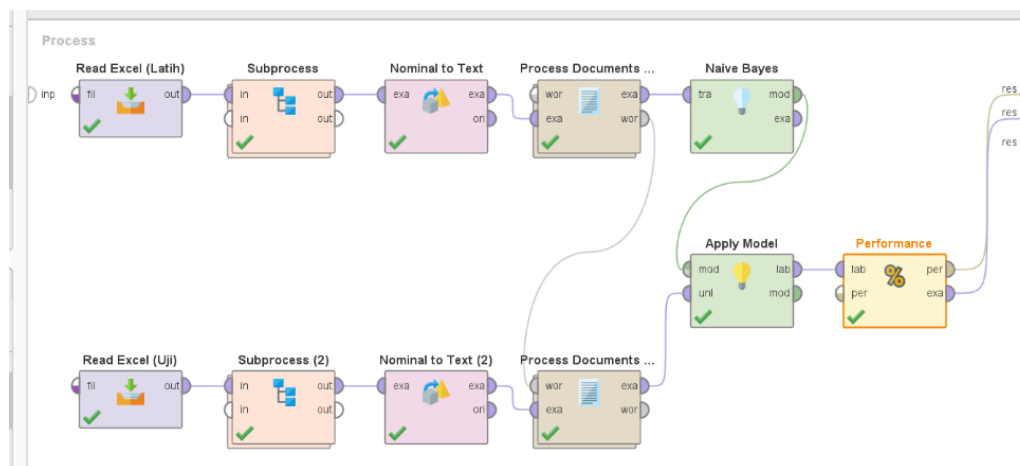 Process
Read Excel (Latih) Subprocess Nominal to Text Process Documents ... Naive Bayes
inp fil out in out exa exa wor exa tra mod res
in out ori exa wor exa res
res
Apply Model Performance
mod lab lab per
unl mod per exa
Read Excel (Uji) Subprocess (2) Nominal to Text (2) Process Documents ...
fil out in out exa exa wor exa
in out ori exa wor